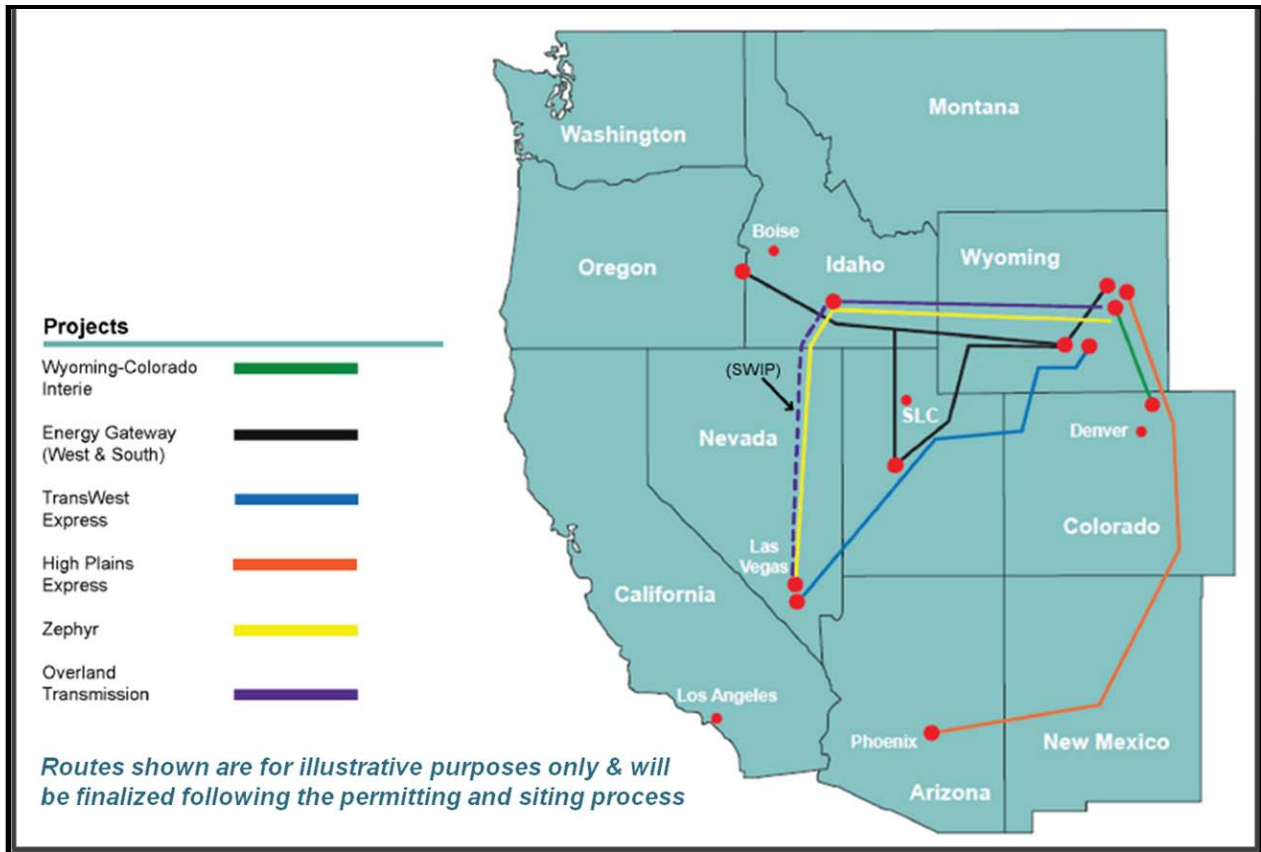 Projects
Wyoming-Colorado
Interie
Energy Gateway
(West & South)
TransWest
Express
High Plains
Express
Zephyr
Overland
Transmission
Washington
Montana
Oregon
Boise
Idaho
Wyoming
(SWIP)
Nevada
SLC
Denver
Colorado
Las
Vegas
California
Los Angeles
Phoenix
New Mexico
Arizona
Routes shown are for illustrative purposes only & will
be finalized following the permitting and siting process